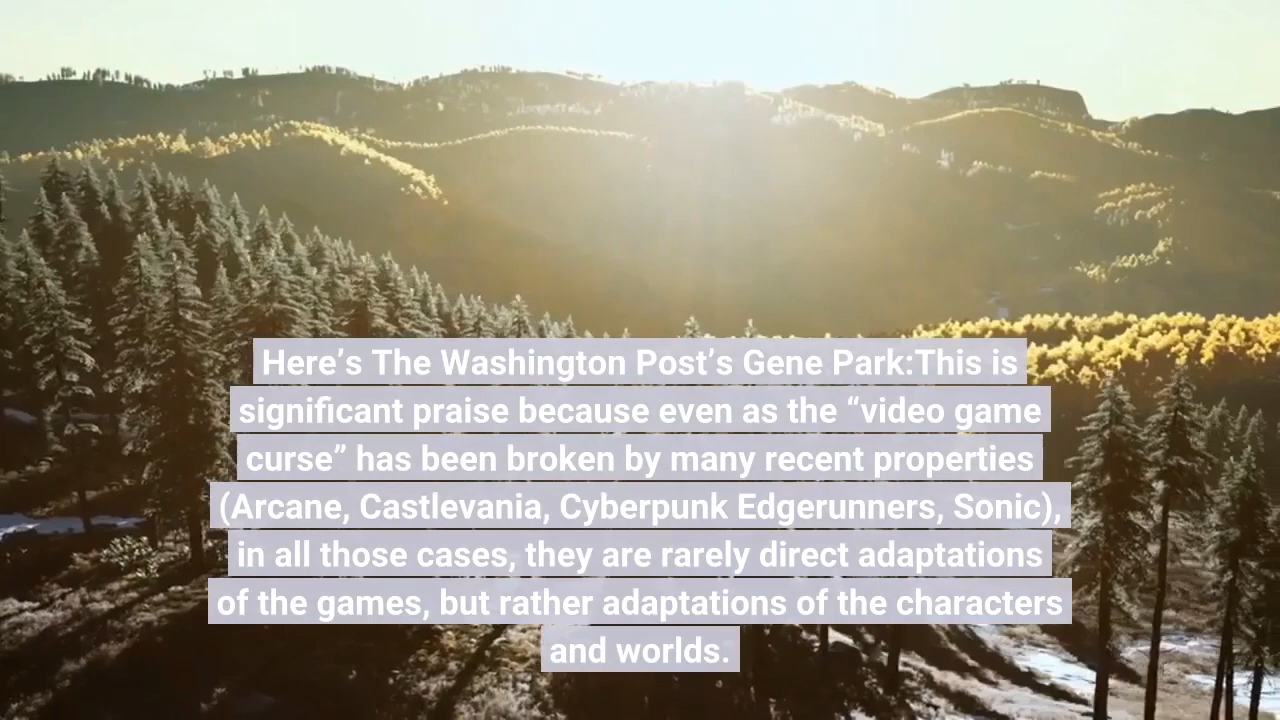 Here’s The Washington Post’s Gene Park:This is
significant praise because even as the “video game
curse” has been broken by many recent properties
(Arcane, Castlevania, Cyberpunk Edgerunners, Sonic),
in all those cases, they are rarely direct adaptations
of the games, but rather adaptations of the characters
and worlds.